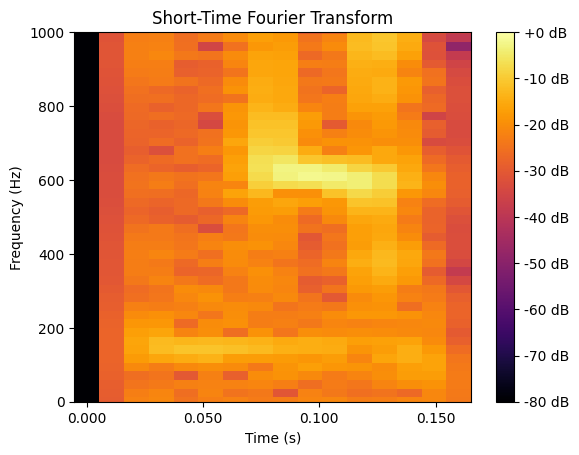 Short-Time Fourier Transform
Frequency (Hz)
1000
800
600
400
200
0
0.000
0.050
0.100
0.150
Time (s)
+0 dB
-10 dB
-20 dB
-30 dB
-40 dB
-50 dB
-60 dB
-70 dB
-80 dB